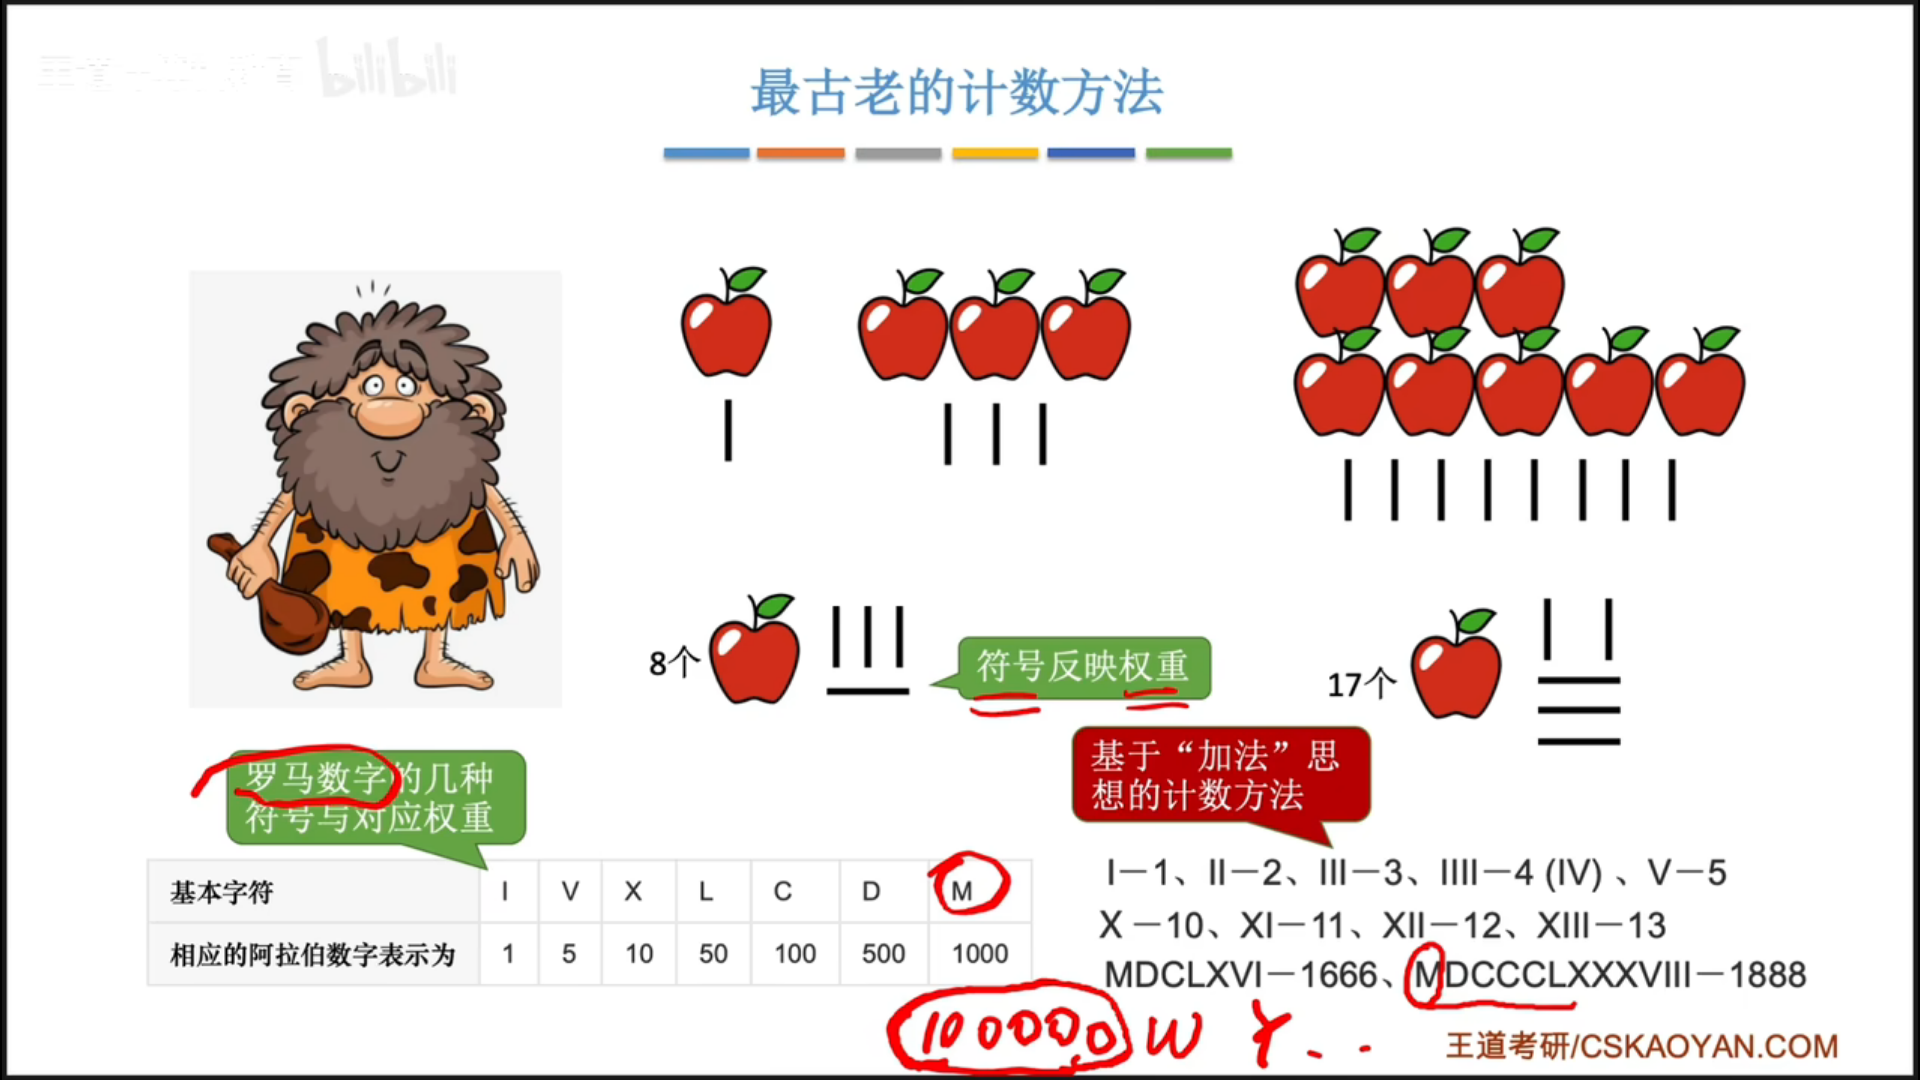 bilibili
最古老的计数方法
8个
符号反映权重
17个
罗马数字的几种
符号与对应权重
基于“加法”思
想的计数方法
基本字符 I V X L C D M
相应的阿拉伯数字表示为 1 5 10 50 100 500 1000
I－1、II－2、III－3、IIII－4 (IV) 、V－5
X －10、XI－11、XII－12、XIII－13
MDCLXVI－1666、MDCCCLXXXVIII－1888
100000 W Y . .
王道考研/CSKAOYAN.COM